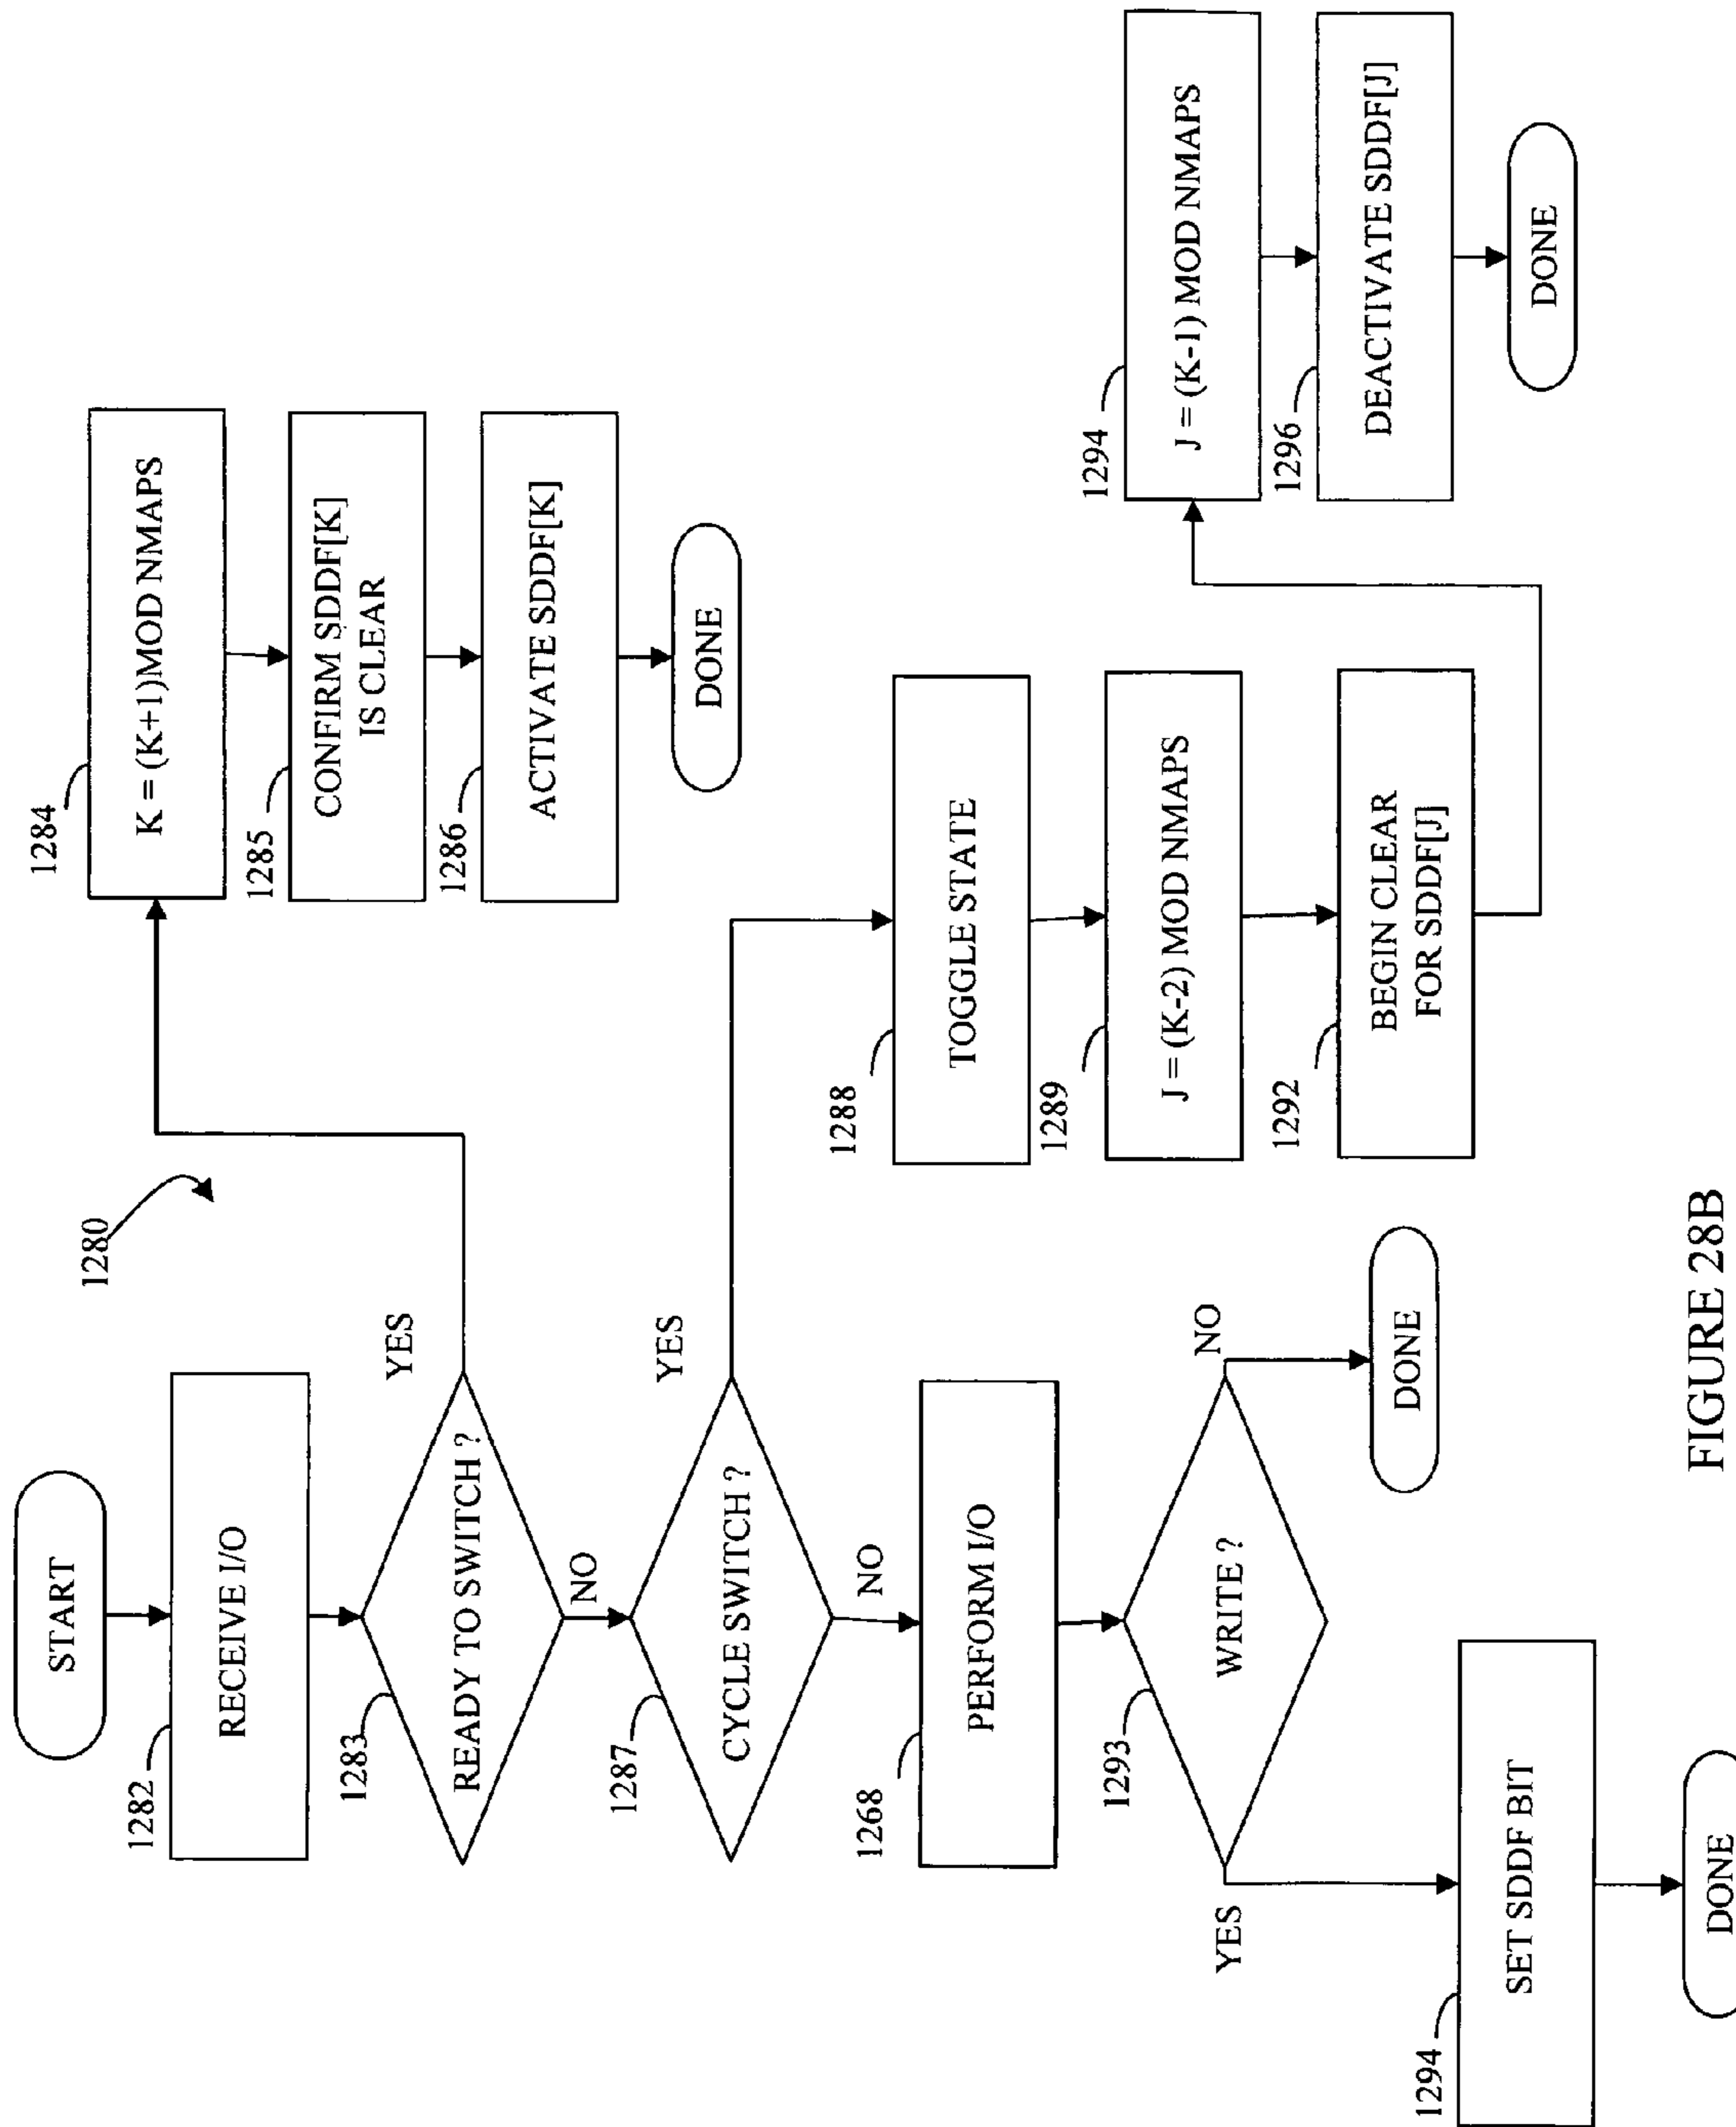 1280
START
1282
RECEIVE I/O
1283
READY TO SWITCH ?
YES
NO
1284
K = (K+1)MOD NMAPS
1285
CONFIRM SDDF[K]
IS CLEAR
1286
ACTIVATE SDDF[K]
DONE
1287
CYCLE SWITCH ?
YES
NO
1288
TOGGLE STATE
1289
J = (K-2) MOD NMAPS
1292
BEGIN CLEAR
FOR SDDF[J]
1294
J = (K-1) MOD NMAPS
1296
DEACTIVATE SDDF[J]
DONE
1268
PERFORM I/O
1293
WRITE ?
NO
DONE
YES
1294
SET SDDF BIT
DONE
FIGURE 28B